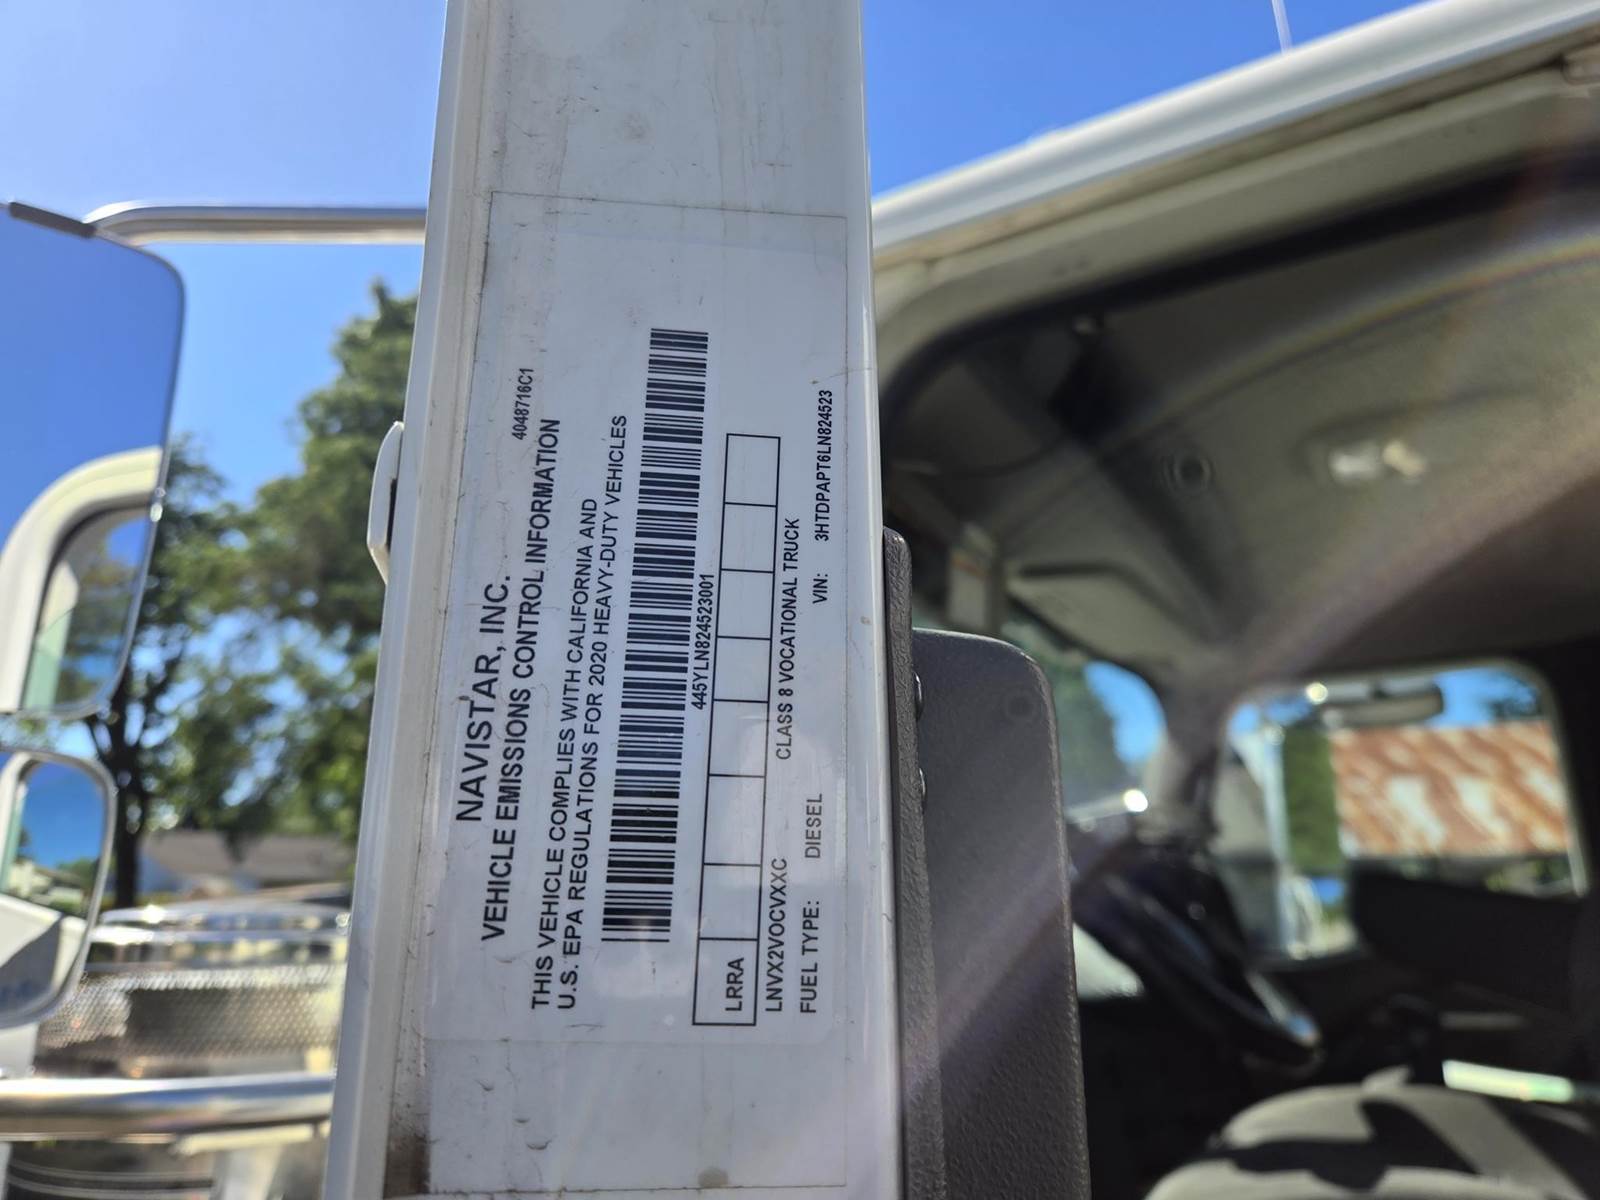 4048716C1
NAVISTAR, INC.
VEHICLE EMISSIONS CONTROL INFORMATION
THIS VEHICLE COMPLIES WITH CALIFORNIA AND
U.S. EPA REGULATIONS FOR 2020 HEAVY-DUTY VEHICLES
445YLN824523001
LRRA
LNVX2VOCVXXC CLASS 8 VOCATIONAL TRUCK
FUEL TYPE: DIESEL VIN: 3HTDPAPT6LN824523